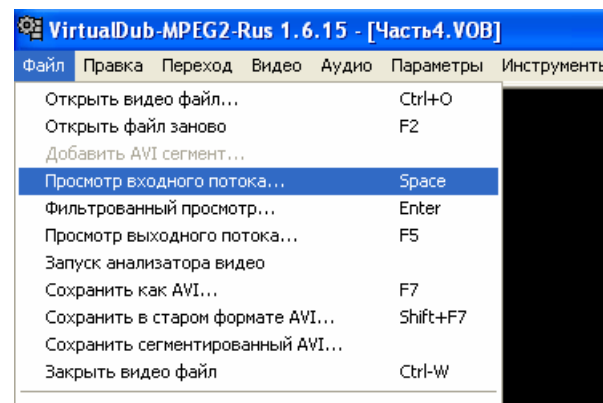 VirtualDub-MPEG2-Rus 1.6.15 - [Часть4.VOB]
Файл Правка Переход Видео Аудио Параметры Инструменты
Открыть видео файл... Ctrl+O
Открыть файл заново F2
Добавить AVI сегмент...
Просмотр входного потока... Space
Фильтрованный просмотр... Enter
Просмотр выходного потока... F5
Запуск анализатора видео
Сохранить как AVI... F7
Сохранить в старом формате AVI... Shift+F7
Сохранить сегментированный AVI...
Закрыть видео файл Ctrl-W